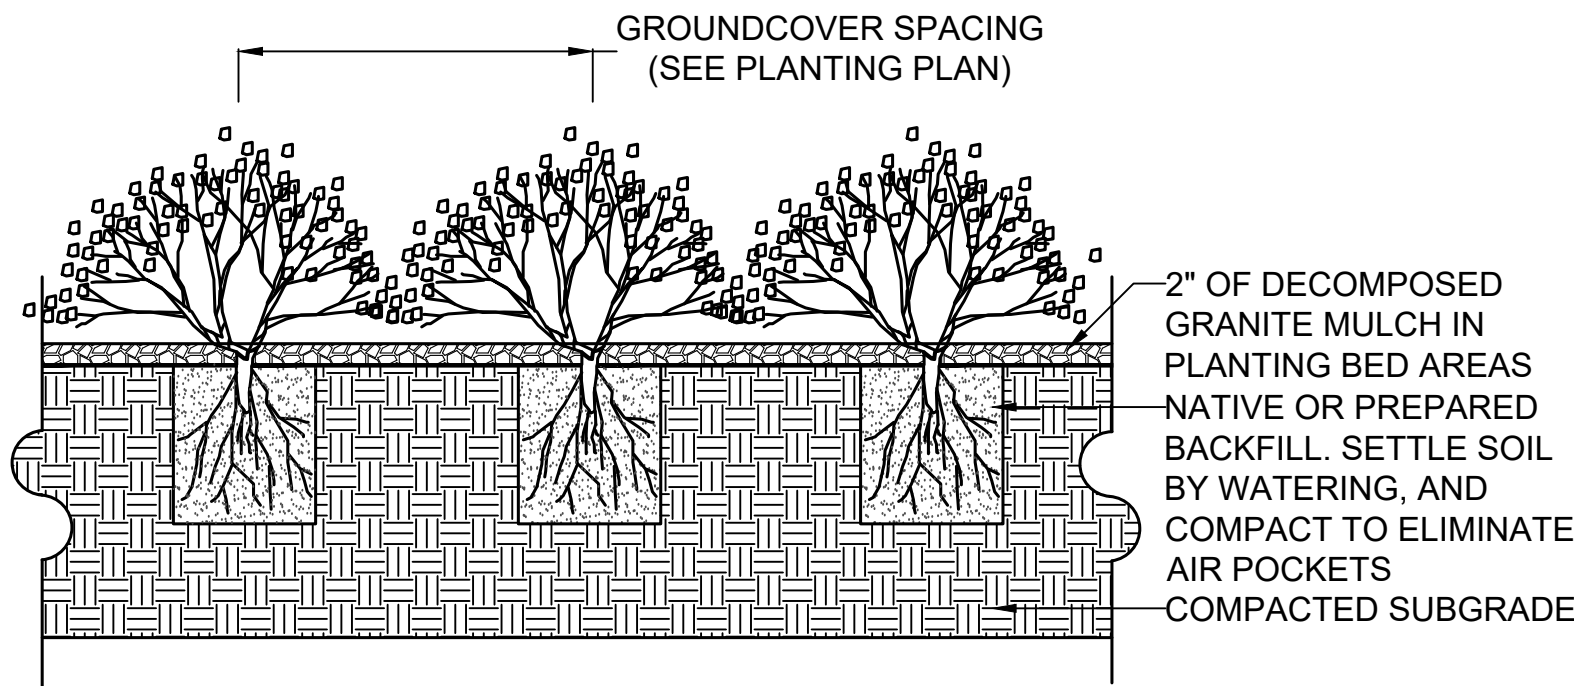 GROUNDCOVER SPACING
(SEE PLANTING PLAN)
2" OF DECOMPOSED
GRANITE MULCH IN
PLANTING BED AREAS
NATIVE OR PREPARED
BACKFILL. SETTLE SOIL
BY WATERING, AND
COMPACT TO ELIMINATE
AIR POCKETS
COMPACTED SUBGRADE